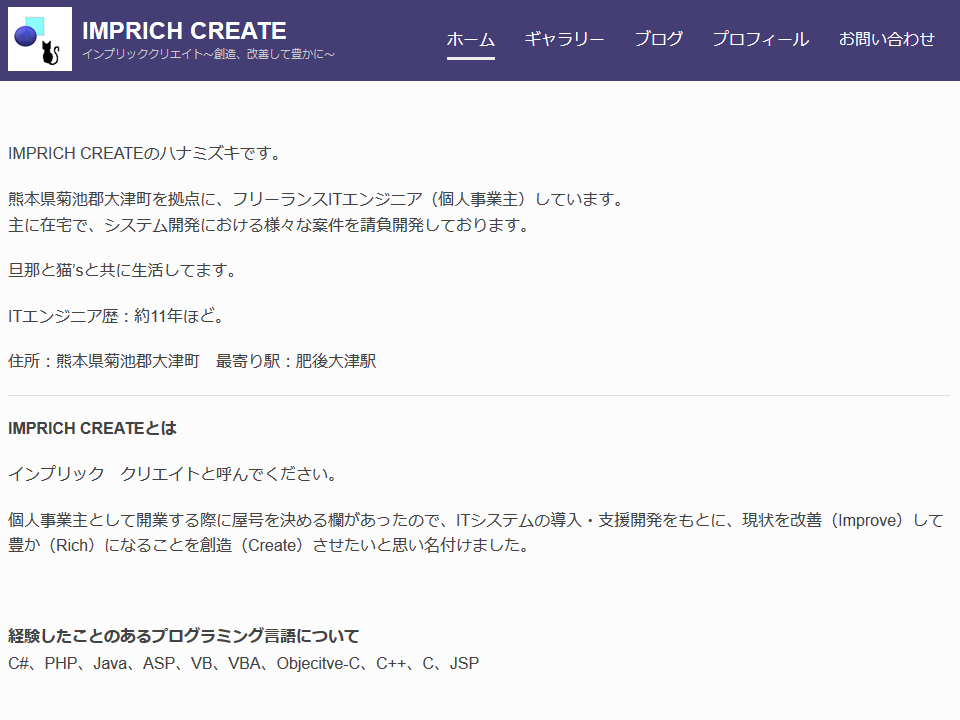 IMPRICH CREATE
インプリッククリエイト～創造、改善して豊かに～
ホーム
ギャラリー
ブログ
プロフィール
お問い合わせ
IMPRICH CREATEのハナミズキです。
熊本県菊池郡大津町を拠点に、フリーランスITエンジニア（個人事業主）しています。
主に在宅で、システム開発における様々な案件を請負開発しております。
旦那と猫’sと共に生活してます。
ITエンジニア歴：約11年ほど。
住所：熊本県菊池郡大津町　最寄り駅：肥後大津駅
IMPRICH CREATEとは
インプリック　クリエイトと呼んでください。
個人事業主として開業する際に屋号を決める欄があったので、ITシステムの導入・支援開発をもとに、現状を改善（Improve）して
豊か（Rich）になることを創造（Create）させたいと思い名付けました。
経験したことのあるプログラミング言語について
C#、PHP、Java、ASP、VB、VBA、Objecitve-C、C++、C、JSP